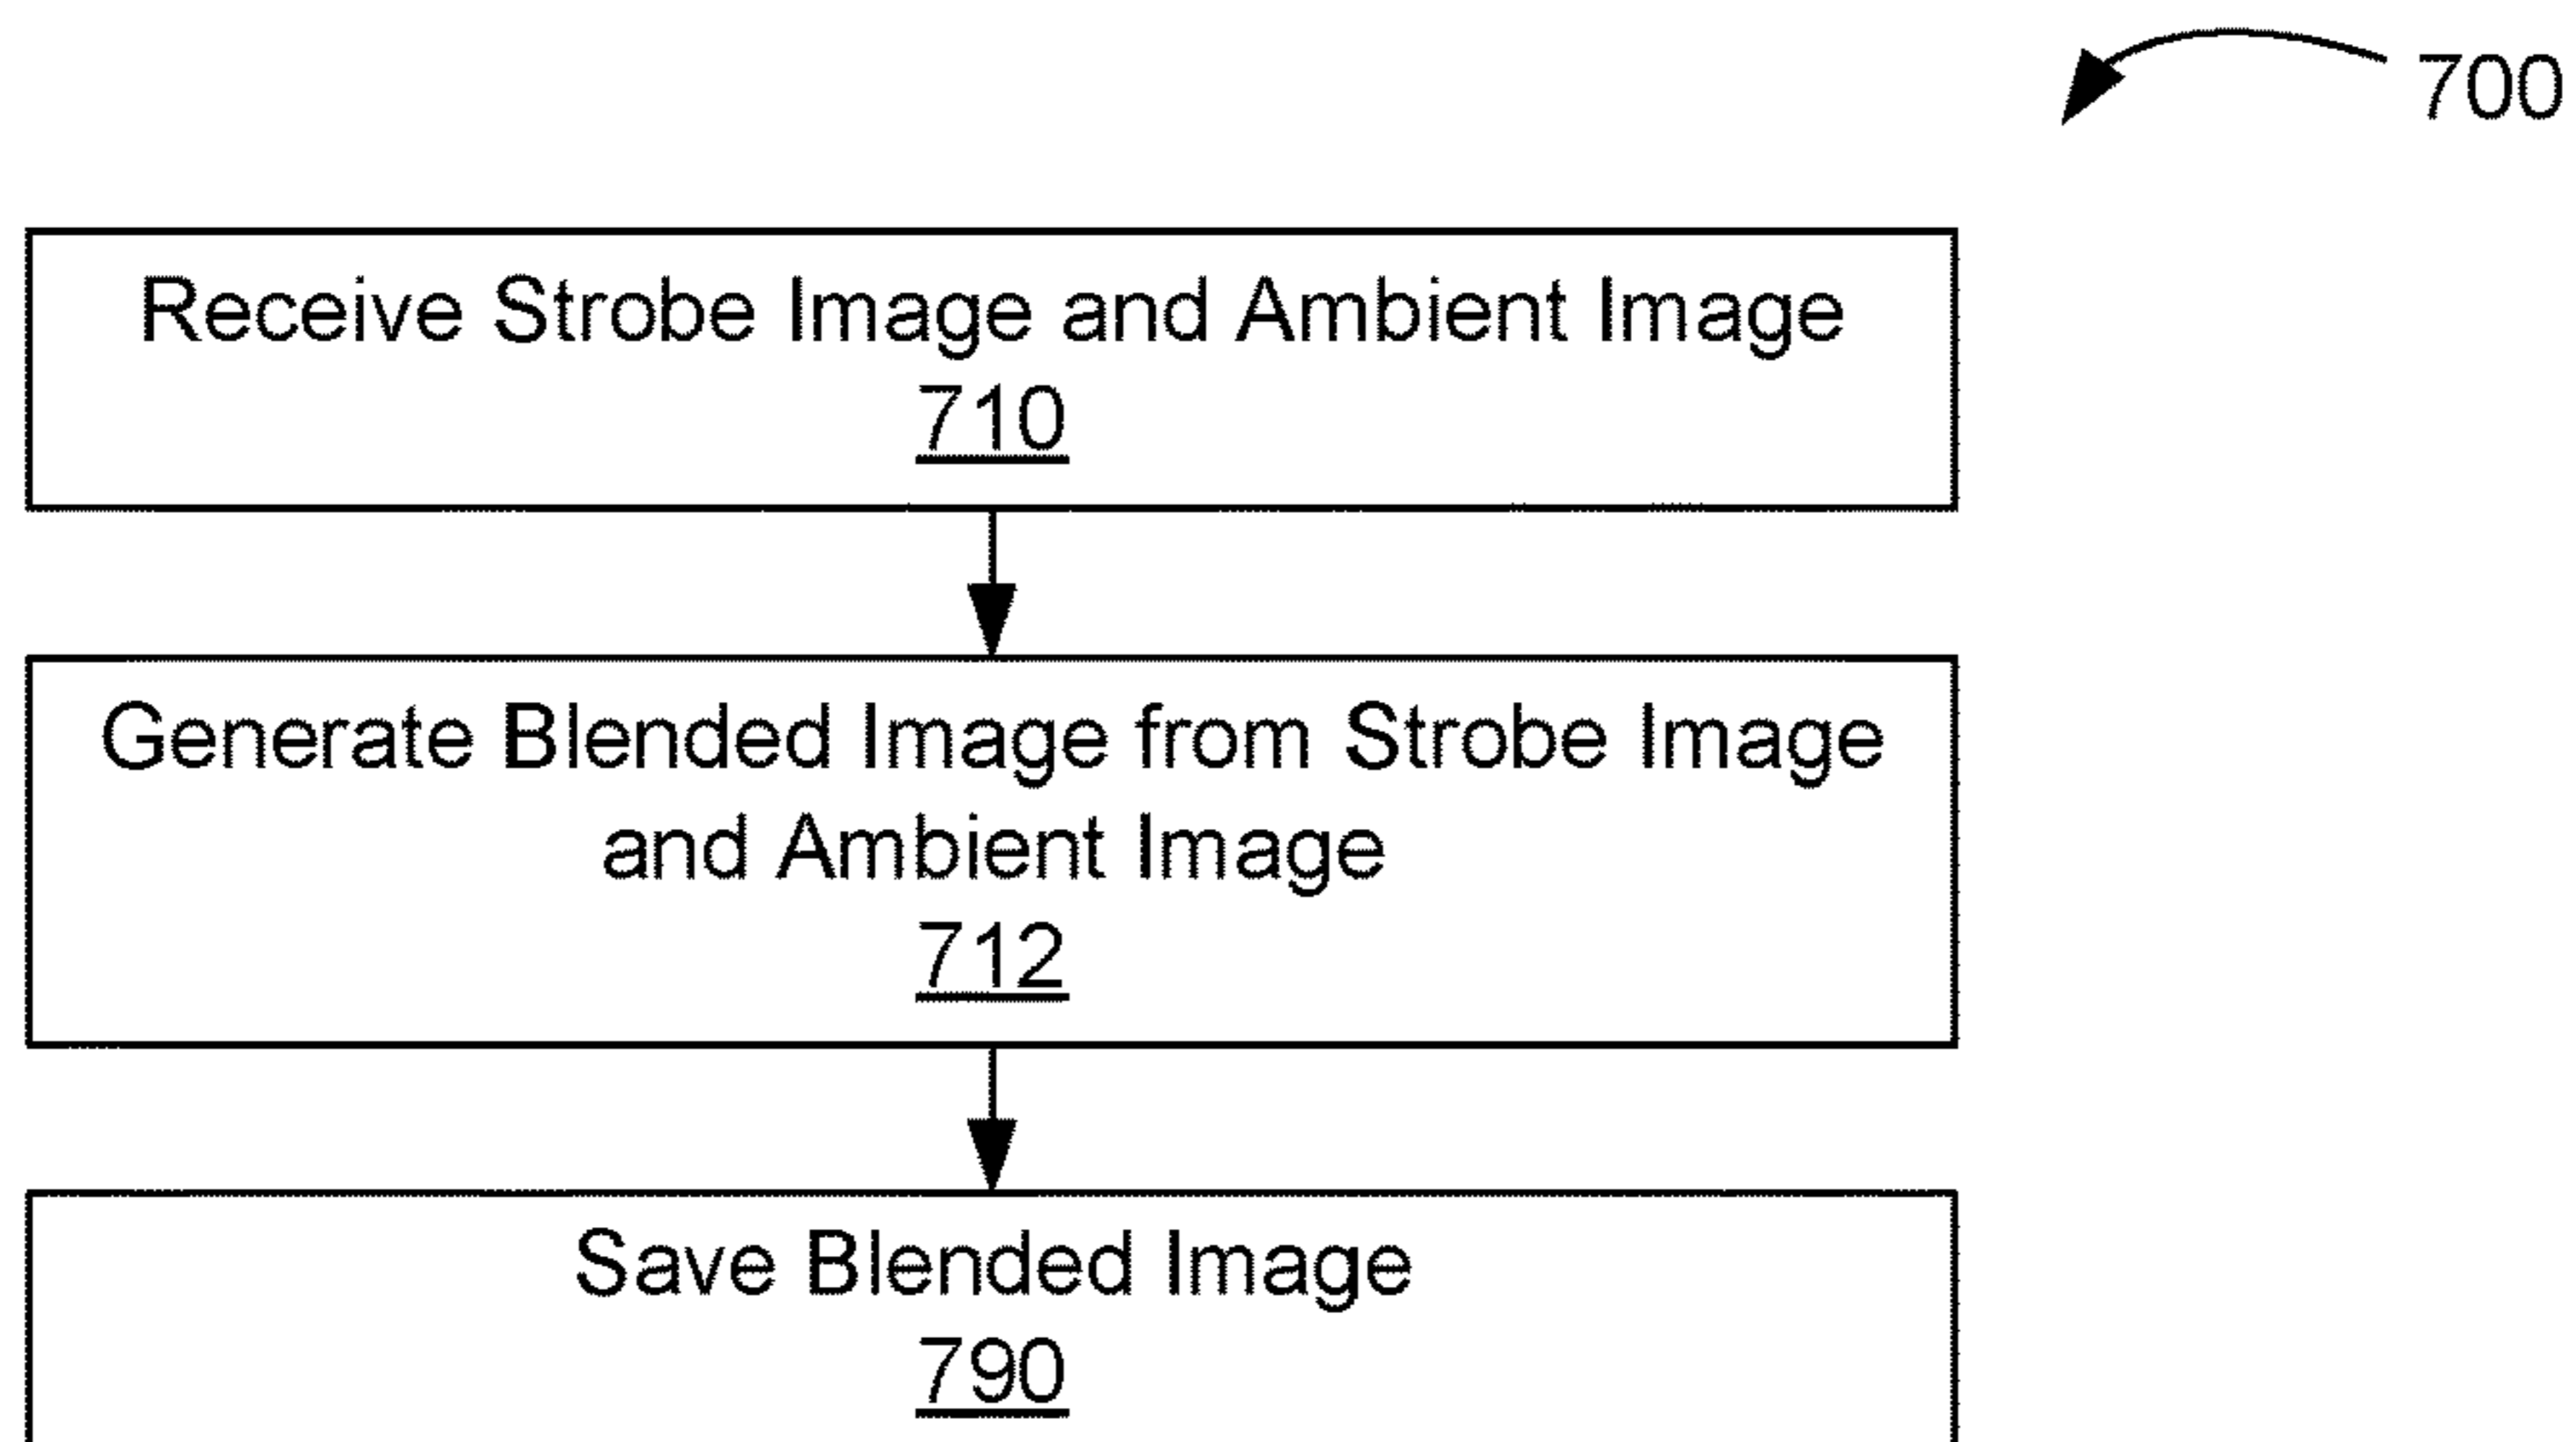 700
Receive Strobe Image and Ambient Image
710
Generate Blended Image from Strobe Image
and Ambient Image
712
Save Blended Image
790